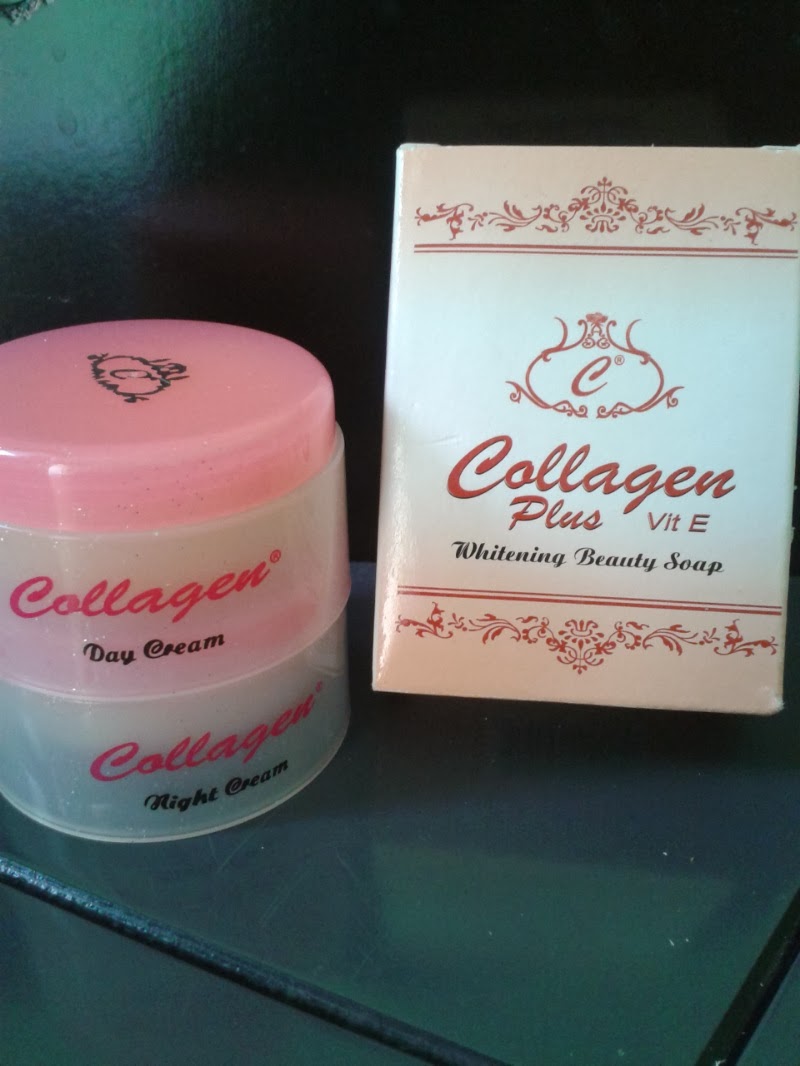 C
Collagen®
Day Cream
Collagen®
Night Cream
C®
Collagen
Plus Vit E
Whitening Beauty Soap